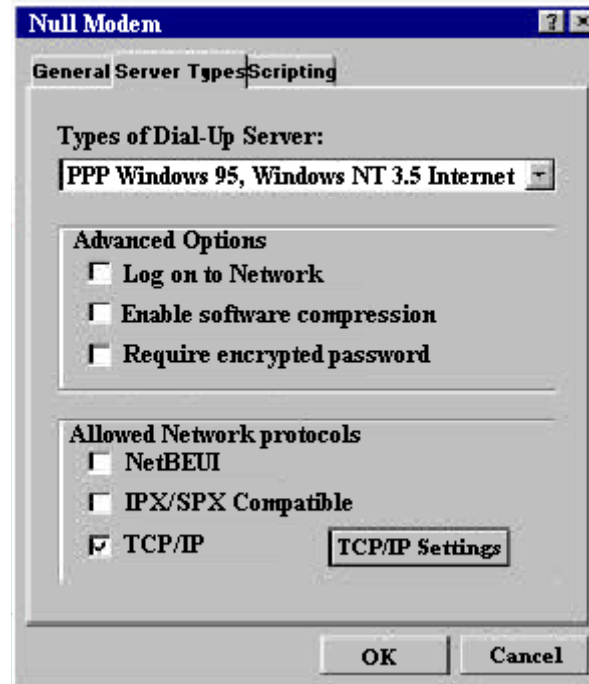 Null Modem
General Server Types Scripting
Types of Dial-Up Server:
PPP Windows 95, Windows NT 3.5 Internet
Advanced Options
Log on to Network
Enable software compression
Require encrypted password
Allowed Network protocols
NetBEUI
IPX/SPX Compatible
TCP/IP TCP/IP Settings
OK Cancel